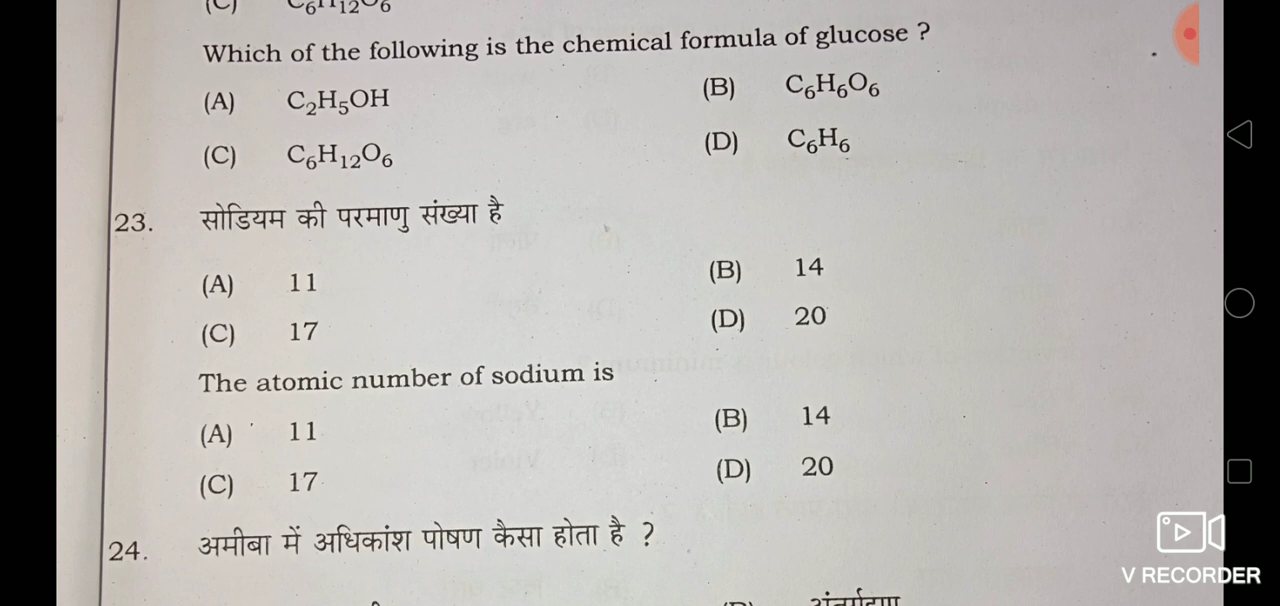 (C) C₆H₁₂O₆
Which of the following is the chemical formula of glucose ?
(A) C₂H₅OH (B) C₆H₆O₆
(C) C₆H₁₂O₆ (D) C₆H₆
23. सोडियम की परमाणु संख्या है
(A) 11 (B) 14
(C) 17 (D) 20
The atomic number of sodium is
(A) 11 (B) 14
(C) 17 (D) 20
24. अमीबा में अधिकांश पोषण कैसा होता है ?
V RECORDER